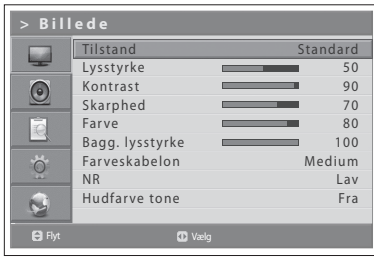 > Billede
Tilstand Standard
Lysstyrke 50
Kontrast 90
Skarphed 70
Farve 80
Bagg. lysstyrke 100
Farveskabelon Medium
NR Lav
Hudfarve tone Fra
Flyt Vælg